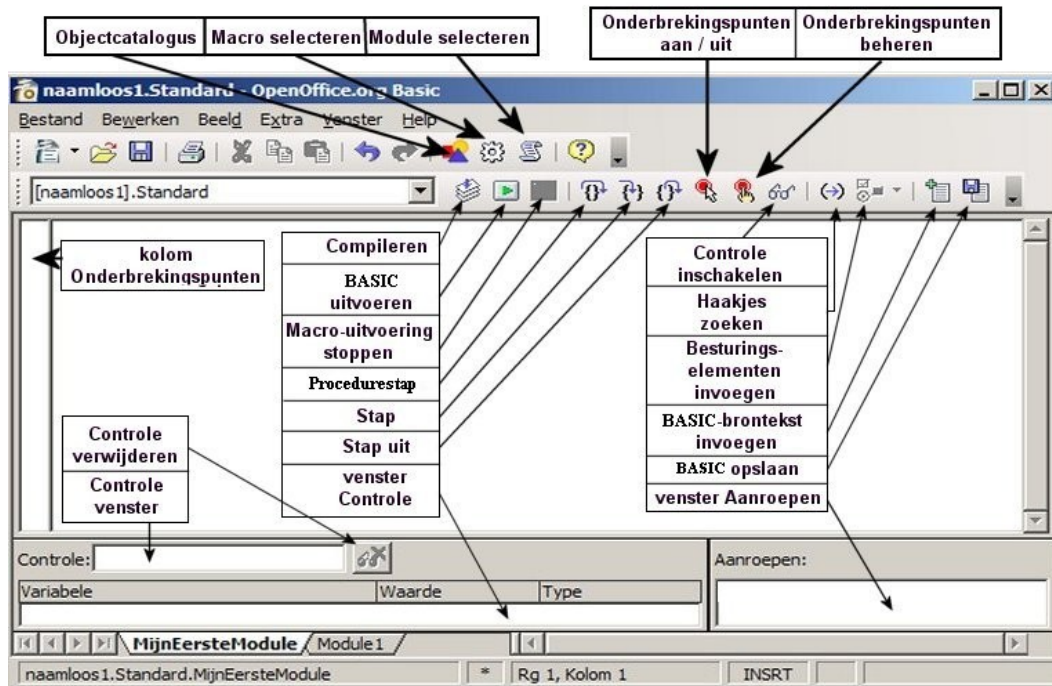 Objectcatalogus
Macro selecteren
Module selecteren
Onderbrekingspunten
aan / uit
Onderbrekingspunten
beheren
naamloos1.Standard - OpenOffice.org Basic
Bestand Bewerken Beeld Extra Venster Help
[naamloos1].Standard
kolom
Onderbrekingspunten
Compileren
BASIC
uitvoeren
Macro-uitvoering
stoppen
Procedurestap
Stap
Stap uit
venster
Controle
Controle
inschakelen
Haakjes
zoeken
Besturings-
elementen
invoegen
BASIC-brontekst
invoegen
BASIC opslaan
venster Aanroepen
Controle
verwijderen
Controle
venster
Controle:
Aanroepen:
Variabele Waarde Type
MijnEersteModule Module1
naamloos1.Standard.MijnEersteModule * Rg 1, Kolom 1 INSRT